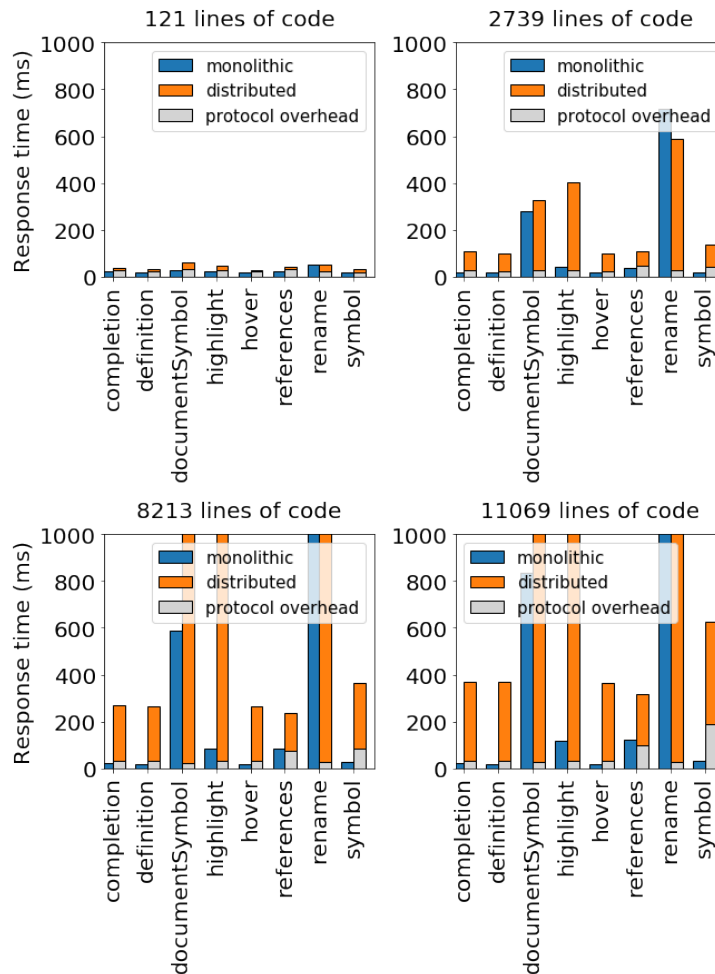 121 lines of code
Response time (ms)
1000
800
600
400
200
0
monolithic
distributed
protocol overhead
completion
definition
documentSymbol
highlight
hover
references
rename
symbol
2739 lines of code
1000
800
600
400
200
0
monolithic
distributed
protocol overhead
completion
definition
documentSymbol
highlight
hover
references
rename
symbol
8213 lines of code
Response time (ms)
1000
800
600
400
200
0
monolithic
distributed
protocol overhead
completion
definition
documentSymbol
highlight
hover
references
rename
symbol
11069 lines of code
1000
800
600
400
200
0
monolithic
distributed
protocol overhead
completion
definition
documentSymbol
highlight
hover
references
rename
symbol